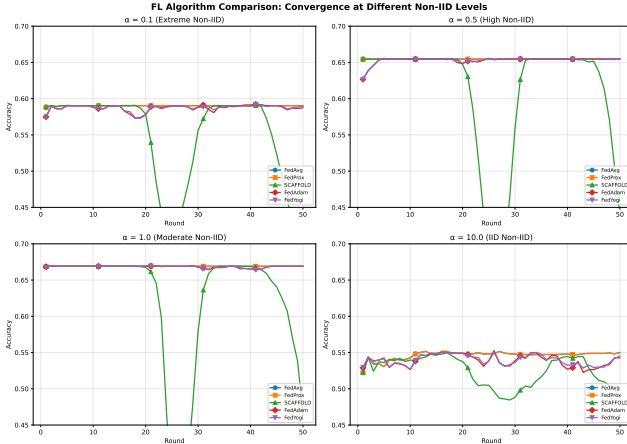 FL Algorithm Comparison: Convergence at Different Non-IID Levels
α = 0.1 (Extreme Non-IID)
0.70
0.65
0.60
0.55
0.50
0.45
Accuracy
0 10 20 30 40 50
Round
FedAvg
FedProx
SCAFFOLD
FedAdam
FedYogi
α = 0.5 (High Non-IID)
0.70
0.65
0.60
0.55
0.50
0.45
Accuracy
0 10 20 30 40 50
Round
FedAvg
FedProx
SCAFFOLD
FedAdam
FedYogi
α = 1.0 (Moderate Non-IID)
0.70
0.65
0.60
0.55
0.50
0.45
Accuracy
0 10 20 30 40 50
Round
FedAvg
FedProx
SCAFFOLD
FedAdam
FedYogi
α = 10.0 (IID Non-IID)
0.70
0.65
0.60
0.55
0.50
0.45
Accuracy
0 10 20 30 40 50
Round
FedAvg
FedProx
SCAFFOLD
FedAdam
FedYogi